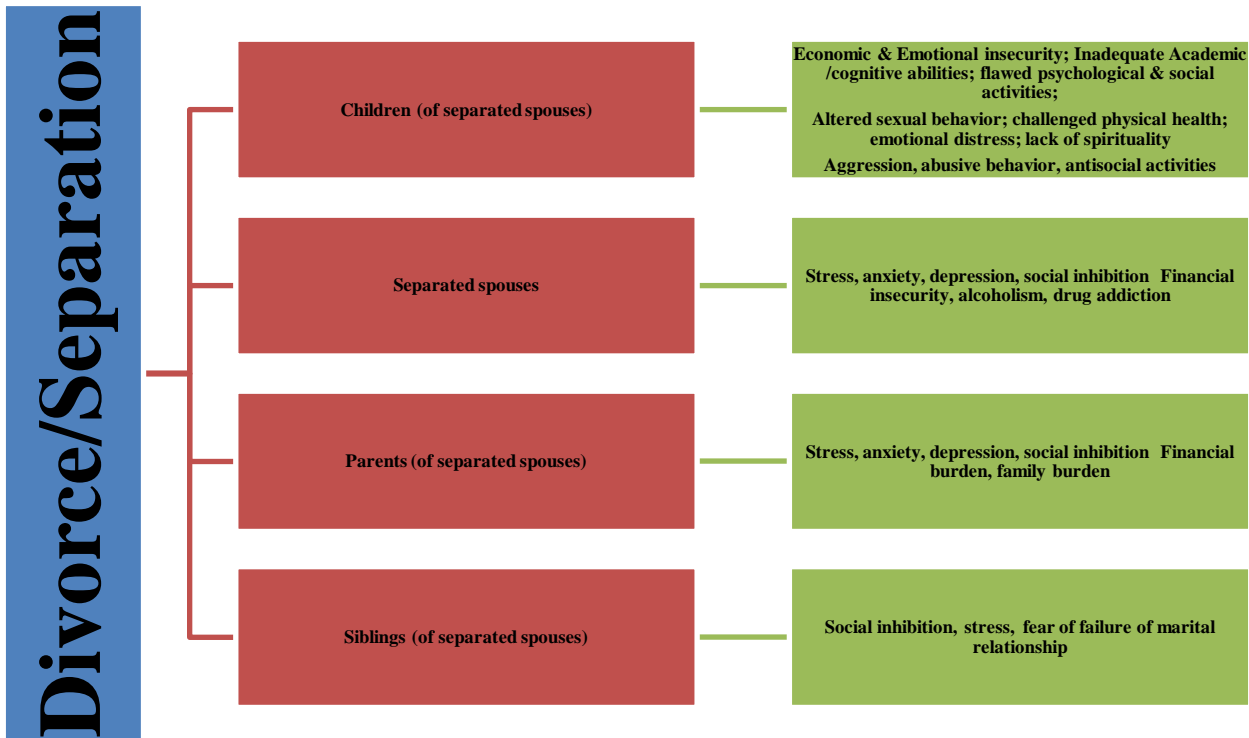 Divorce/Separation
Children (of separated spouses)
Economic & Emotional insecurity; Inadequate Academic
/cognitive abilities; flawed psychological & social
activities;
Altered sexual behavior; challenged physical health;
emotional distress; lack of spirituality
Aggression, abusive behavior, antisocial activities
Separated spouses
Stress, anxiety, depression, social inhibition  Financial
insecurity, alcoholism, drug addiction
Parents (of separated spouses)
Stress, anxiety, depression, social inhibition  Financial
burden, family burden
Siblings (of separated spouses)
Social inhibition, stress, fear of failure of marital
relationship